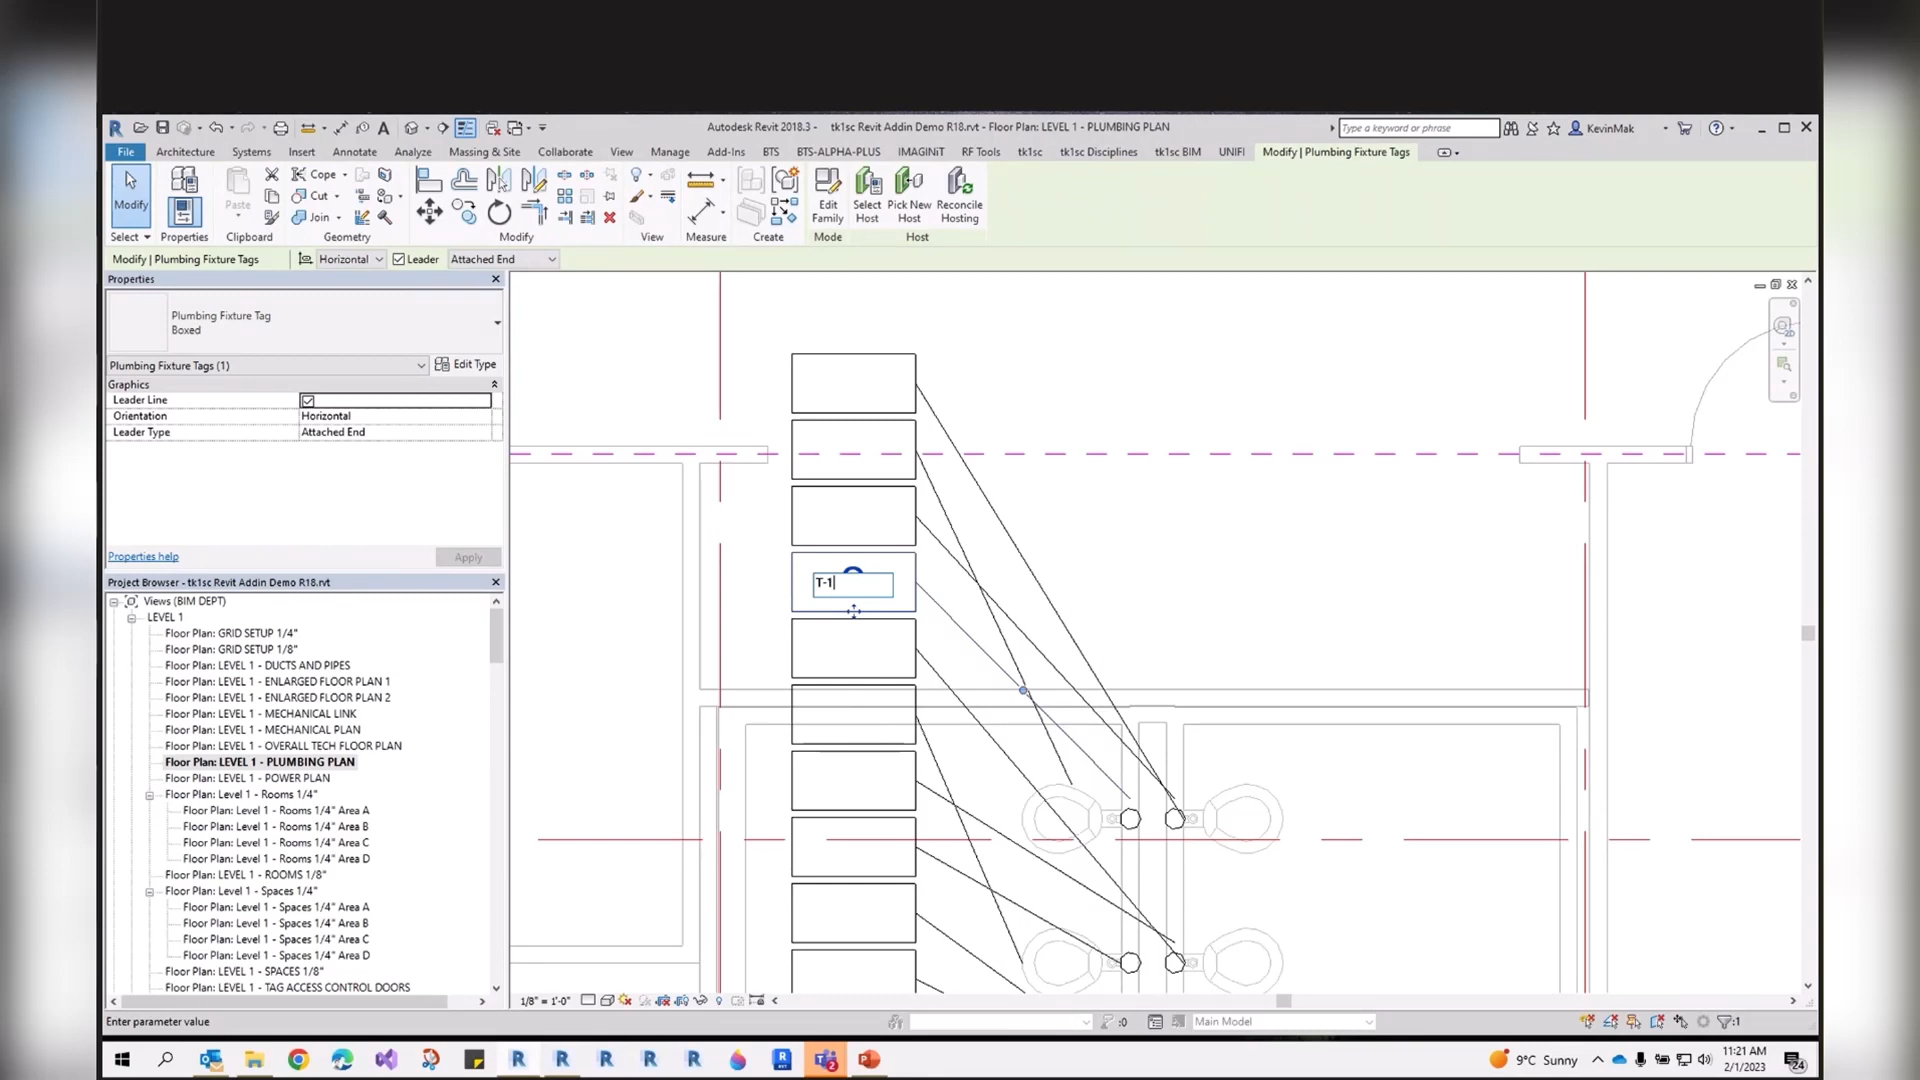 Autodesk Revit 2018.3 - tk1sc Revit Addin Demo R18.rvt - Floor Plan: LEVEL 1 - PLUMBING PLAN
Type a keyword or phrase
KevinMak
File Architecture Systems Insert Annotate Analyze Massing & Site Collaborate View Manage Add-Ins BTS BTS-ALPHA-PLUS IMAGINiT RF Tools tk1sc tk1sc Disciplines tk1sc BIM UNIFI Modify | Plumbing Fixture Tags
Cope
Cut
Join
Modify
Paste
Edit Family
Select Host
Pick New Host
Reconcile Hosting
Select Properties Clipboard Geometry Modify View Measure Create Mode Host
Modify | Plumbing Fixture Tags Horizontal Leader Attached End
Properties
Plumbing Fixture Tag
Boxed
Plumbing Fixture Tags (1) Edit Type
Graphics
Leader Line
Orientation Horizontal
Leader Type Attached End
Properties help Apply
Project Browser - tk1sc Revit Addin Demo R18.rvt
Views (BIM DEPT)
LEVEL 1
Floor Plan: GRID SETUP 1/4"
Floor Plan: GRID SETUP 1/8"
Floor Plan: LEVEL 1 - DUCTS AND PIPES
Floor Plan: LEVEL 1 - ENLARGED FLOOR PLAN 1
Floor Plan: LEVEL 1 - ENLARGED FLOOR PLAN 2
Floor Plan: LEVEL 1 - MECHANICAL LINK
Floor Plan: LEVEL 1 - MECHANICAL PLAN
Floor Plan: LEVEL 1 - OVERALL TECH FLOOR PLAN
Floor Plan: LEVEL 1 - PLUMBING PLAN
Floor Plan: LEVEL 1 - POWER PLAN
Floor Plan: Level 1 - Rooms 1/4"
Floor Plan: Level 1 - Rooms 1/4" Area A
Floor Plan: Level 1 - Rooms 1/4" Area B
Floor Plan: Level 1 - Rooms 1/4" Area C
Floor Plan: Level 1 - Rooms 1/4" Area D
Floor Plan: LEVEL 1 - ROOMS 1/8"
Floor Plan: Level 1 - Spaces 1/4"
Floor Plan: Level 1 - Spaces 1/4" Area A
Floor Plan: Level 1 - Spaces 1/4" Area B
Floor Plan: Level 1 - Spaces 1/4" Area C
Floor Plan: Level 1 - Spaces 1/4" Area D
Floor Plan: LEVEL 1 - SPACES 1/8"
Floor Plan: LEVEL 1 - TAG ACCESS CONTROL DOORS
T-1
2D
1/8" = 1'-0"
Enter parameter value
:0
Main Model
:1
9°C Sunny
11:21 AM
2/1/2023
24